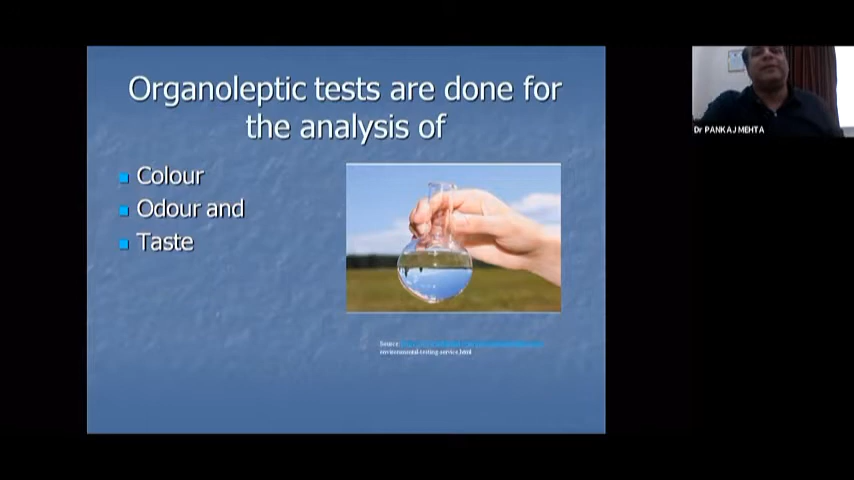 Organoleptic tests are done for
the analysis of
Colour
Odour and
Taste
Source:
environmental-testing-service.html
Dr PANKAJ MEHTA